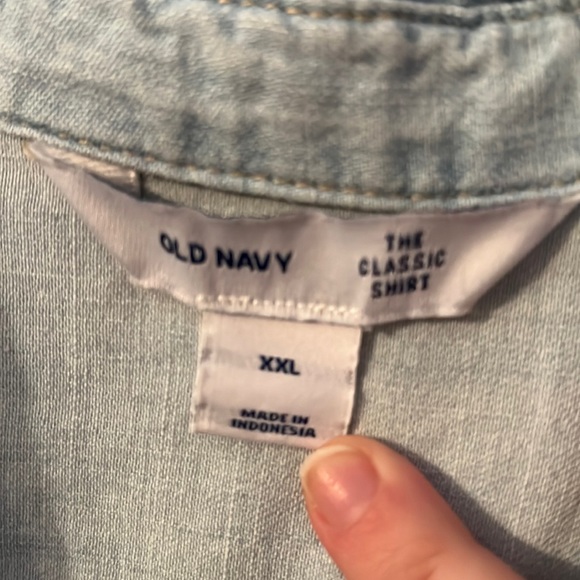 OLD NAVY
THE
CLASSIC
SHIRT
XXL
MADE IN
INDONESIA